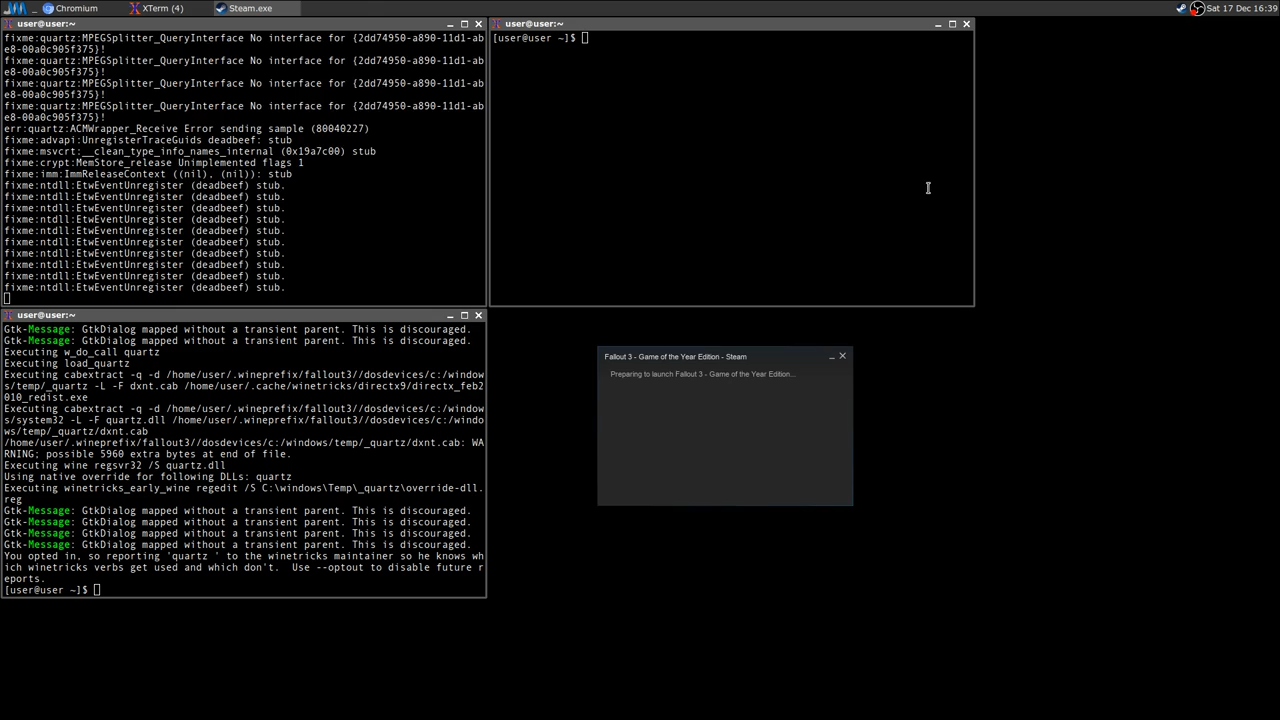 Chromium
XTerm (4)
Steam.exe
Sat 17 Dec 16:39
user@user:~
fixme:quartz:MPEGSplitter_QueryInterface No interface for {2dd74950-a890-11d1-ab
e8-00a0c905f375}!
fixme:quartz:MPEGSplitter_QueryInterface No interface for {2dd74950-a890-11d1-ab
e8-00a0c905f375}!
fixme:quartz:MPEGSplitter_QueryInterface No interface for {2dd74950-a890-11d1-ab
e8-00a0c905f375}!
fixme:quartz:MPEGSplitter_QueryInterface No interface for {2dd74950-a890-11d1-ab
e8-00a0c905f375}!
err:quartz:ACMWrapper_Receive Error sending sample (80040227)
fixme:advapi:UnregisterTraceGuids deadbeef: stub
fixme:msvcrt:__clean_type_info_names_internal (0x19a7c00) stub
fixme:crypt:MemStore_release Unimplemented flags 1
fixme:imm:ImmReleaseContext ((nil), (nil)): stub
fixme:ntdll:EtwEventUnregister (deadbeef) stub.
fixme:ntdll:EtwEventUnregister (deadbeef) stub.
fixme:ntdll:EtwEventUnregister (deadbeef) stub.
fixme:ntdll:EtwEventUnregister (deadbeef) stub.
fixme:ntdll:EtwEventUnregister (deadbeef) stub.
fixme:ntdll:EtwEventUnregister (deadbeef) stub.
fixme:ntdll:EtwEventUnregister (deadbeef) stub.
fixme:ntdll:EtwEventUnregister (deadbeef) stub.
fixme:ntdll:EtwEventUnregister (deadbeef) stub.
fixme:ntdll:EtwEventUnregister (deadbeef) stub.
user@user:~
[user@user ~]$
user@user:~
Gtk-Message: GtkDialog mapped without a transient parent. This is discouraged.
Gtk-Message: GtkDialog mapped without a transient parent. This is discouraged.
Executing w_do_call quartz
Executing load_quartz
Executing cabextract -q -d /home/user/.wineprefix/fallout3//dosdevices/c:/window
s/temp/_quartz -L -F dxnt.cab /home/user/.cache/winetricks/directx9/directx_feb2
010_redist.exe
Executing cabextract -q -d /home/user/.wineprefix/fallout3//dosdevices/c:/window
s/system32 -L -F quartz.dll /home/user/.wineprefix/fallout3//dosdevices/c:/windo
ws/temp/_quartz/dxnt.cab
/home/user/.wineprefix/fallout3//dosdevices/c:/windows/temp/_quartz/dxnt.cab: WA
RNING; possible 5960 extra bytes at end of file.
Executing wine regsvr32 /S quartz.dll
Using native override for following DLLs: quartz
Executing winetricks_early_wine regedit /S C:\windows\Temp\_quartz\override-dll.
reg
Gtk-Message: GtkDialog mapped without a transient parent. This is discouraged.
Gtk-Message: GtkDialog mapped without a transient parent. This is discouraged.
Gtk-Message: GtkDialog mapped without a transient parent. This is discouraged.
Gtk-Message: GtkDialog mapped without a transient parent. This is discouraged.
You opted in, so reporting 'quartz ' to the winetricks maintainer so he knows wh
ich winetricks verbs get used and which don't.  Use --optout to disable future r
eports.
[user@user ~]$
Fallout 3 - Game of the Year Edition - Steam
Preparing to launch Fallout 3 - Game of the Year Edition...